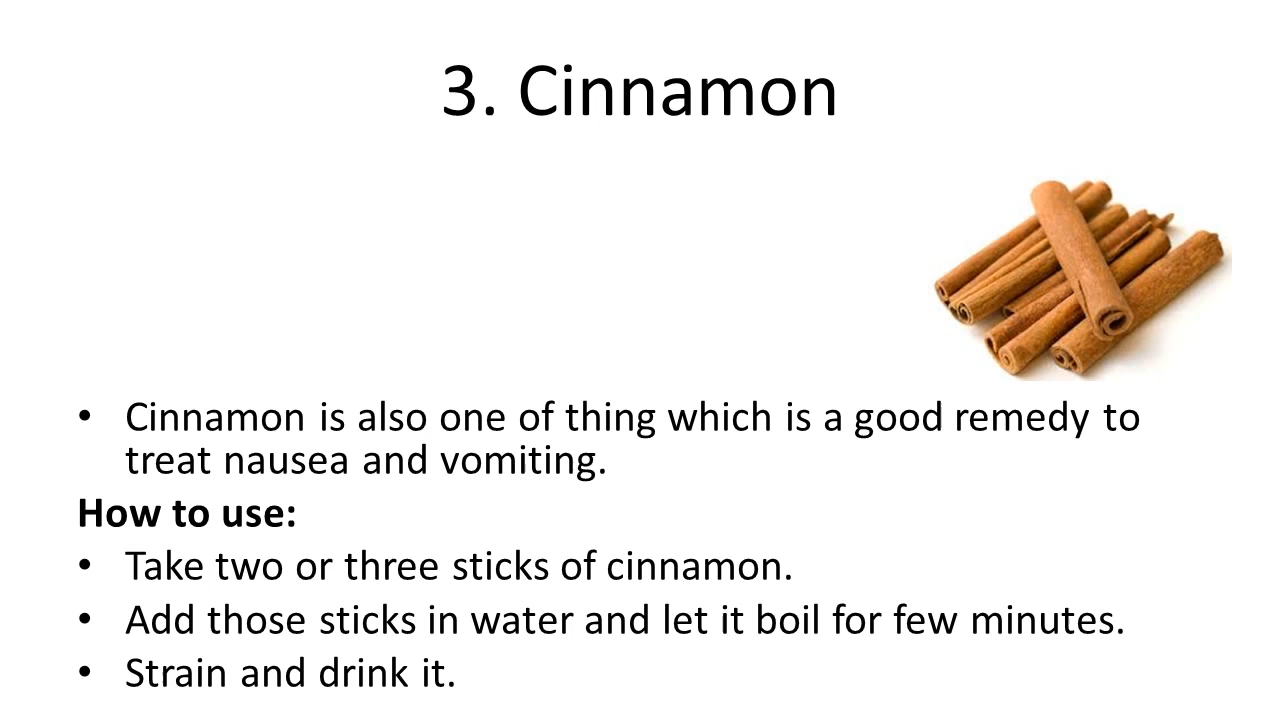 3. Cinnamon
• Cinnamon is also one of thing which is a good remedy to
treat nausea and vomiting.
How to use:
• Take two or three sticks of cinnamon.
• Add those sticks in water and let it boil for few minutes.
• Strain and drink it.